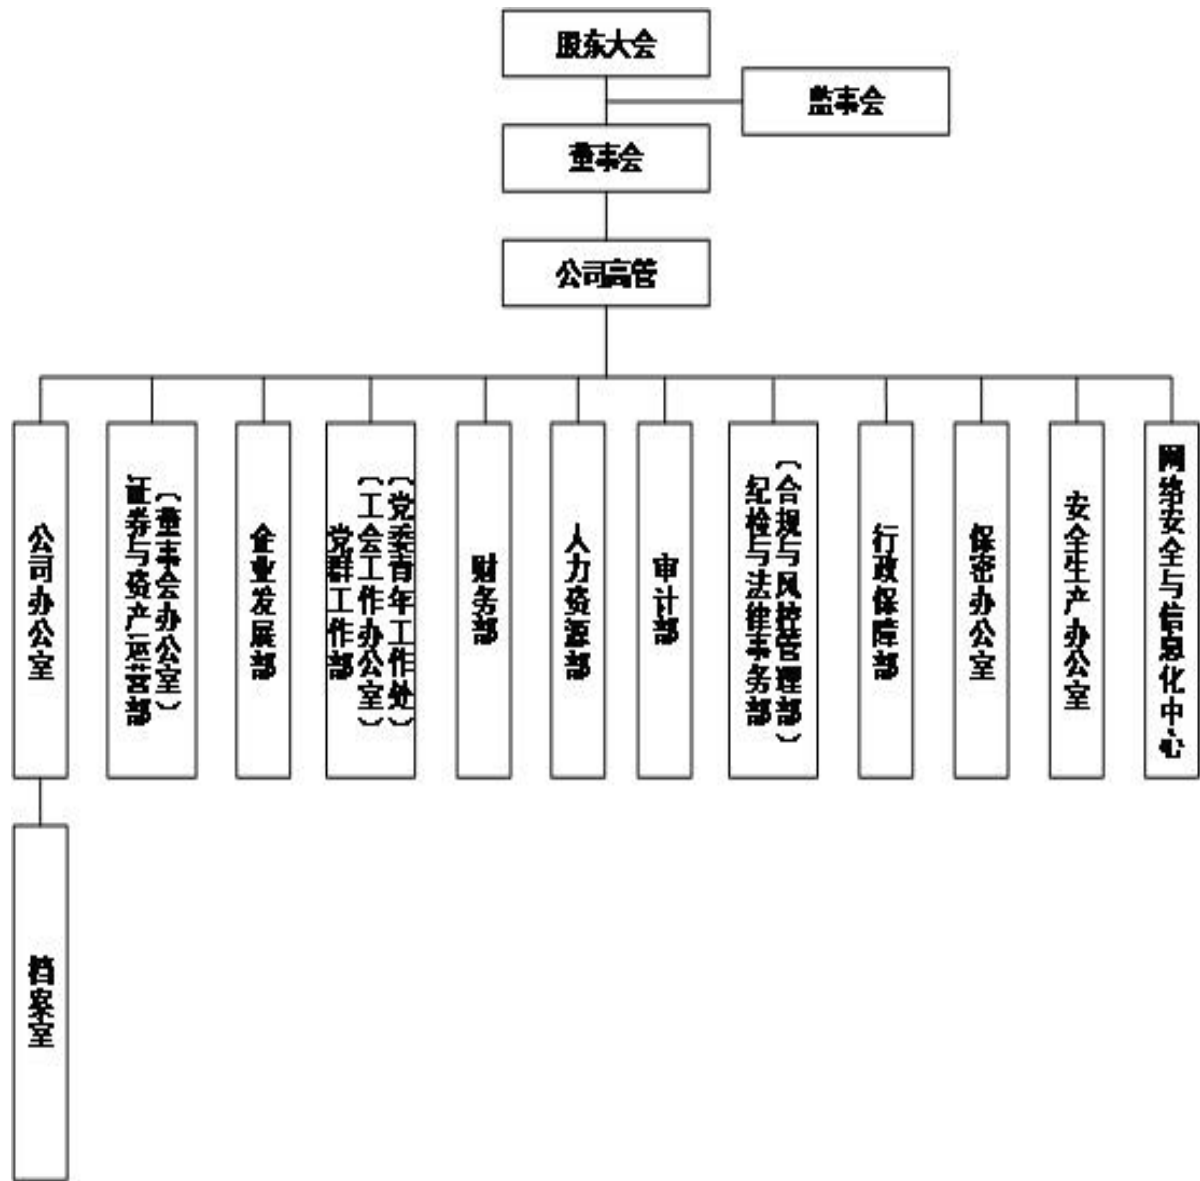 股东大会
监事会
董事会
公司高管
公司办公室
证券与资产运营部
（董事会办公室）
企业发展部
党群工作部
（工会工作办公室）
（党委青年工作处）
财务部
人力资源部
审计部
纪检与法律事务部
（合规与风控管理部）
行政保障部
保密办公室
安全生产办公室
网络安全与信息化中心
档案室